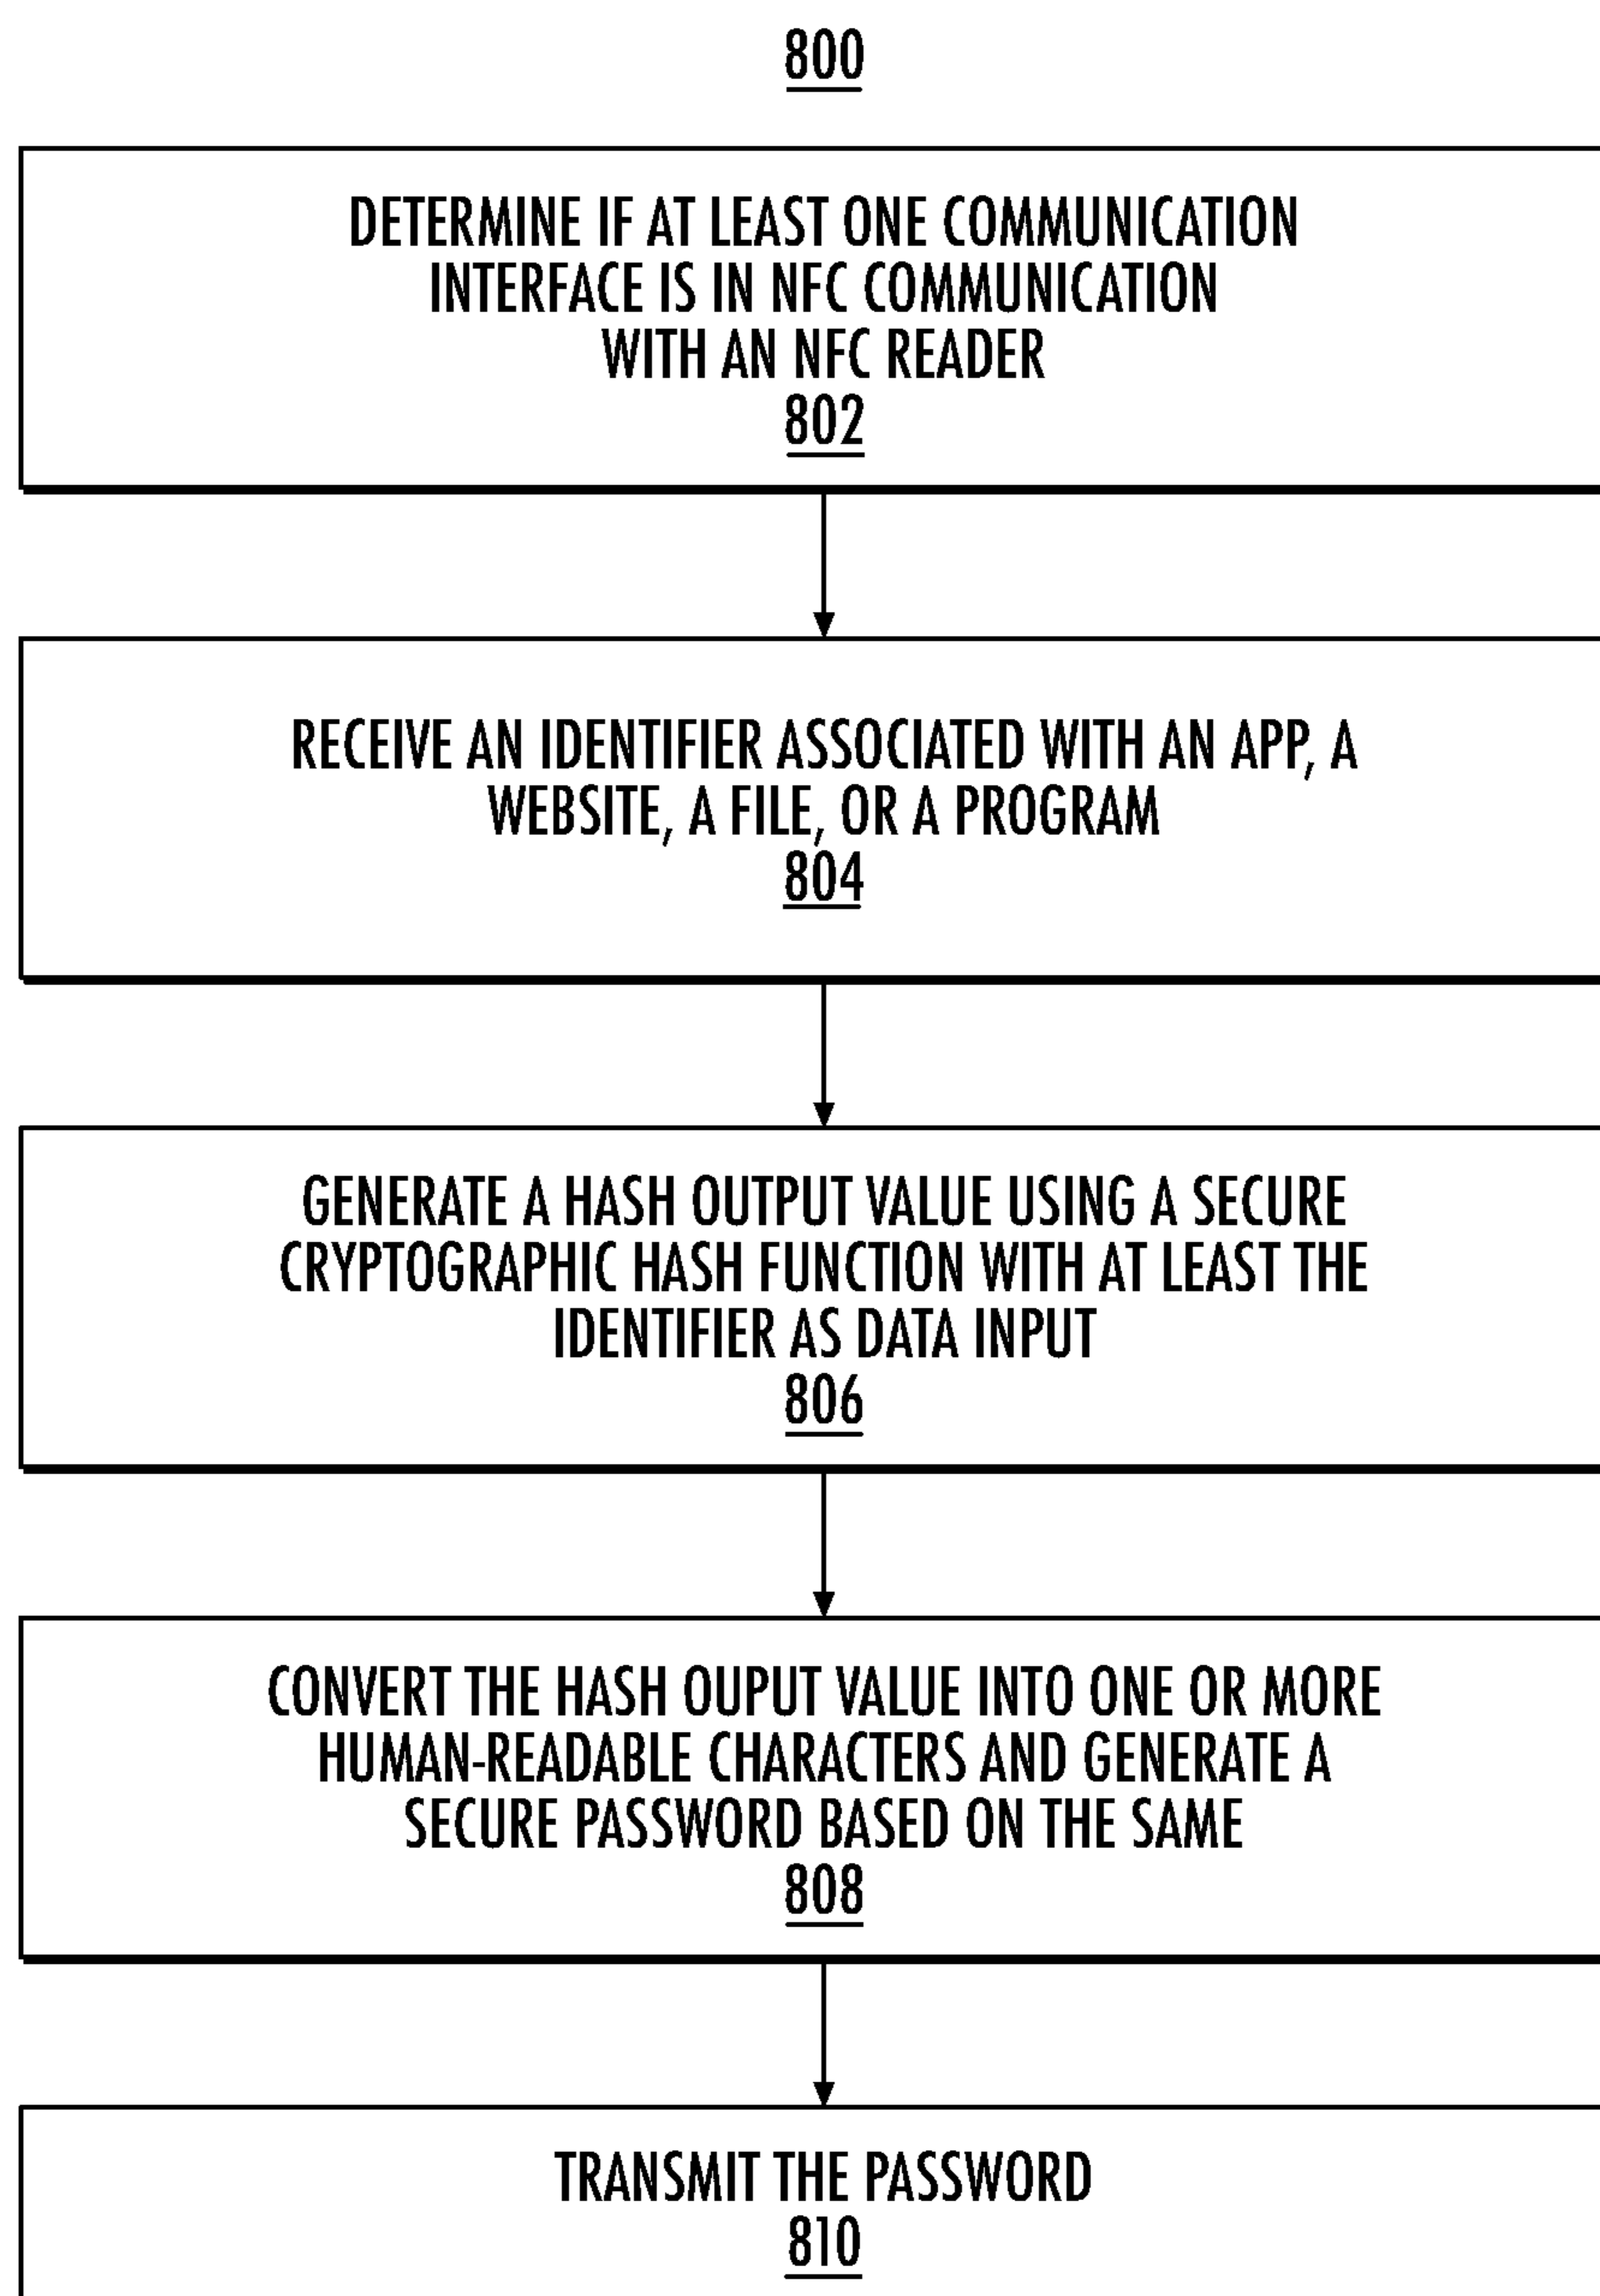 800
DETERMINE IF AT LEAST ONE COMMUNICATION
INTERFACE IS IN NFC COMMUNICATION
WITH AN NFC READER
802
RECEIVE AN IDENTIFIER ASSOCIATED WITH AN APP, A
WEBSITE, A FILE, OR A PROGRAM
804
GENERATE A HASH OUTPUT VALUE USING A SECURE
CRYPTOGRAPHIC HASH FUNCTION WITH AT LEAST THE
IDENTIFIER AS DATA INPUT
806
CONVERT THE HASH OUPUT VALUE INTO ONE OR MORE
HUMAN-READABLE CHARACTERS AND GENERATE A
SECURE PASSWORD BASED ON THE SAME
808
TRANSMIT THE PASSWORD
810